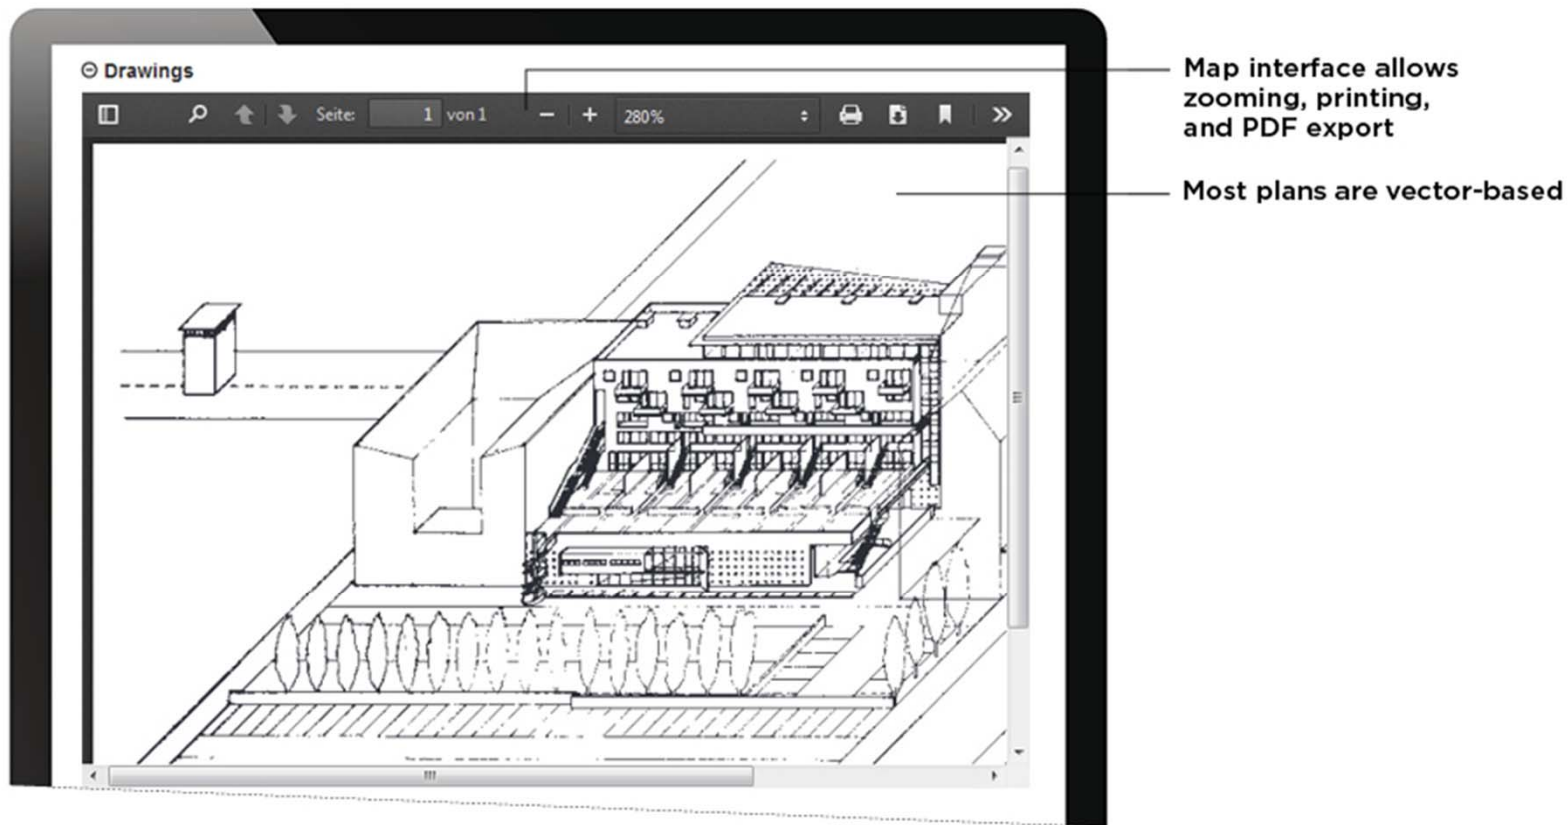 Drawings
Seite: 1 von 1 280%
Map interface allows
zooming, printing,
and PDF export
Most plans are vector-based